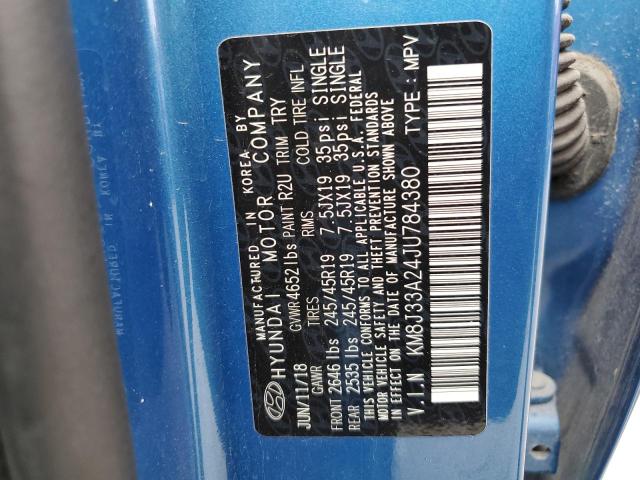 MANUFACTURED IN KOREA BY
HYUNDAI MOTOR COMPANY
JUN/11/18 GVWR 4652 lbs PAINT R2U TRIM TRY
GAWR TIRES RIMS COLD TIRE INFL
FRONT 2646 lbs 245/45R19 7.5JX19 35psi SINGLE
REAR 2535 lbs 245/45R19 7.5JX19 35psi SINGLE
THIS VEHICLE CONFORMS TO ALL APPLICABLE U.S.A. FEDERAL
MOTOR VEHICLE SAFETY AND THEFT PREVENTION STANDARDS
IN EFFECT ON THE DATE OF MANUFACTURE SHOWN ABOVE.
V.I.N KM8J33A24JU784380 TYPE : MPV